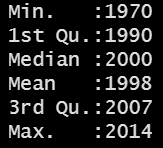 Min.   :1970
1st Qu.:1990
Median :2000
Mean   :1998
3rd Qu.:2007
Max.   :2014